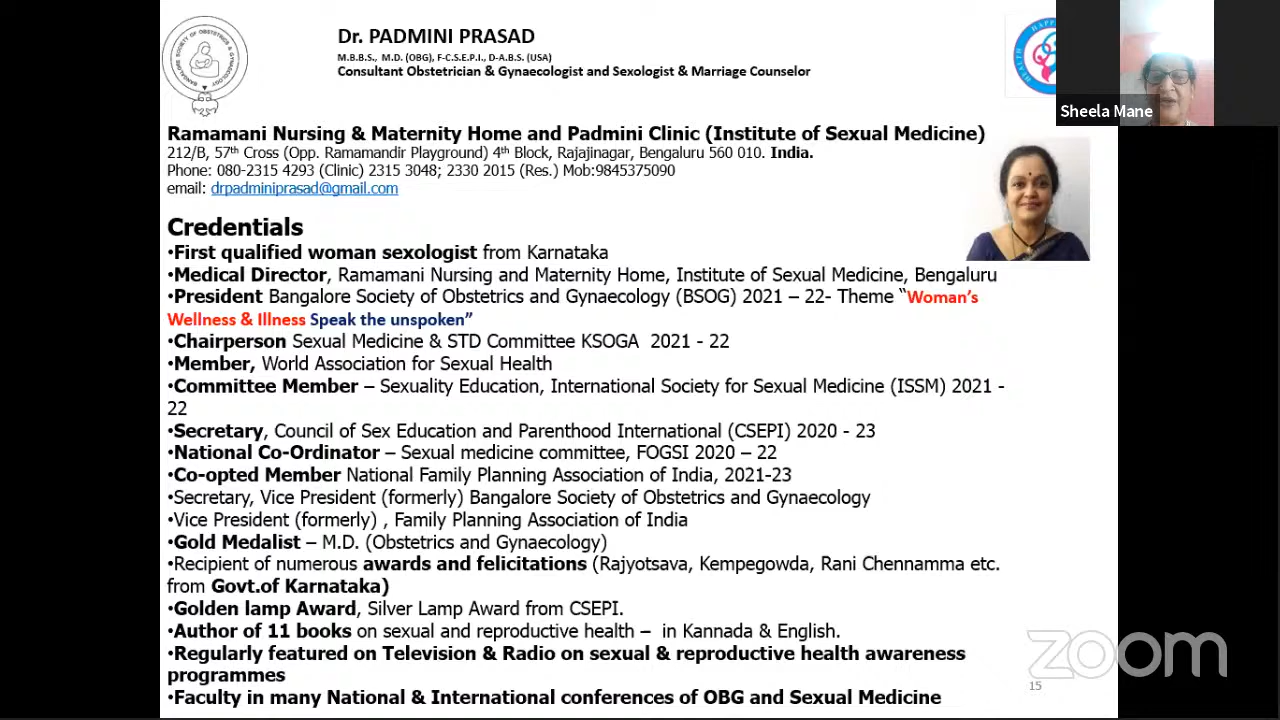 Dr. PADMINI PRASAD
M.B.B.S., M.D. (OBG), F-C.S.E.P.I., D-A.B.S. (USA)
Consultant Obstetrician & Gynaecologist and Sexologist & Marriage Counselor
BANGALORE SOCIETY OF OBSTETRICS & GYNAECOLOGY
Sheela Mane
Ramamani Nursing & Maternity Home and Padmini Clinic (Institute of Sexual Medicine)
212/B, 57th Cross (Opp. Ramamandir Playground) 4th Block, Rajajinagar, Bengaluru 560 010. India.
Phone: 080-2315 4293 (Clinic) 2315 3048; 2330 2015 (Res.) Mob:9845375090
email: drpadminiprasad@gmail.com
Credentials
•First qualified woman sexologist from Karnataka
•Medical Director, Ramamani Nursing and Maternity Home, Institute of Sexual Medicine, Bengaluru
•President Bangalore Society of Obstetrics and Gynaecology (BSOG) 2021 – 22- Theme “Woman’s
Wellness & Illness Speak the unspoken”
•Chairperson Sexual Medicine & STD Committee KSOGA 2021 - 22
•Member, World Association for Sexual Health
•Committee Member – Sexuality Education, International Society for Sexual Medicine (ISSM) 2021 -
22
•Secretary, Council of Sex Education and Parenthood International (CSEPI) 2020 - 23
•National Co-Ordinator – Sexual medicine committee, FOGSI 2020 – 22
•Co-opted Member National Family Planning Association of India, 2021-23
•Secretary, Vice President (formerly) Bangalore Society of Obstetrics and Gynaecology
•Vice President (formerly) , Family Planning Association of India
•Gold Medalist – M.D. (Obstetrics and Gynaecology)
•Recipient of numerous awards and felicitations (Rajyotsava, Kempegowda, Rani Chennamma etc.
from Govt.of Karnataka)
•Golden lamp Award, Silver Lamp Award from CSEPI.
•Author of 11 books on sexual and reproductive health – in Kannada & English.
•Regularly featured on Television & Radio on sexual & reproductive health awareness
programmes
•Faculty in many National & International conferences of OBG and Sexual Medicine
zoom
15